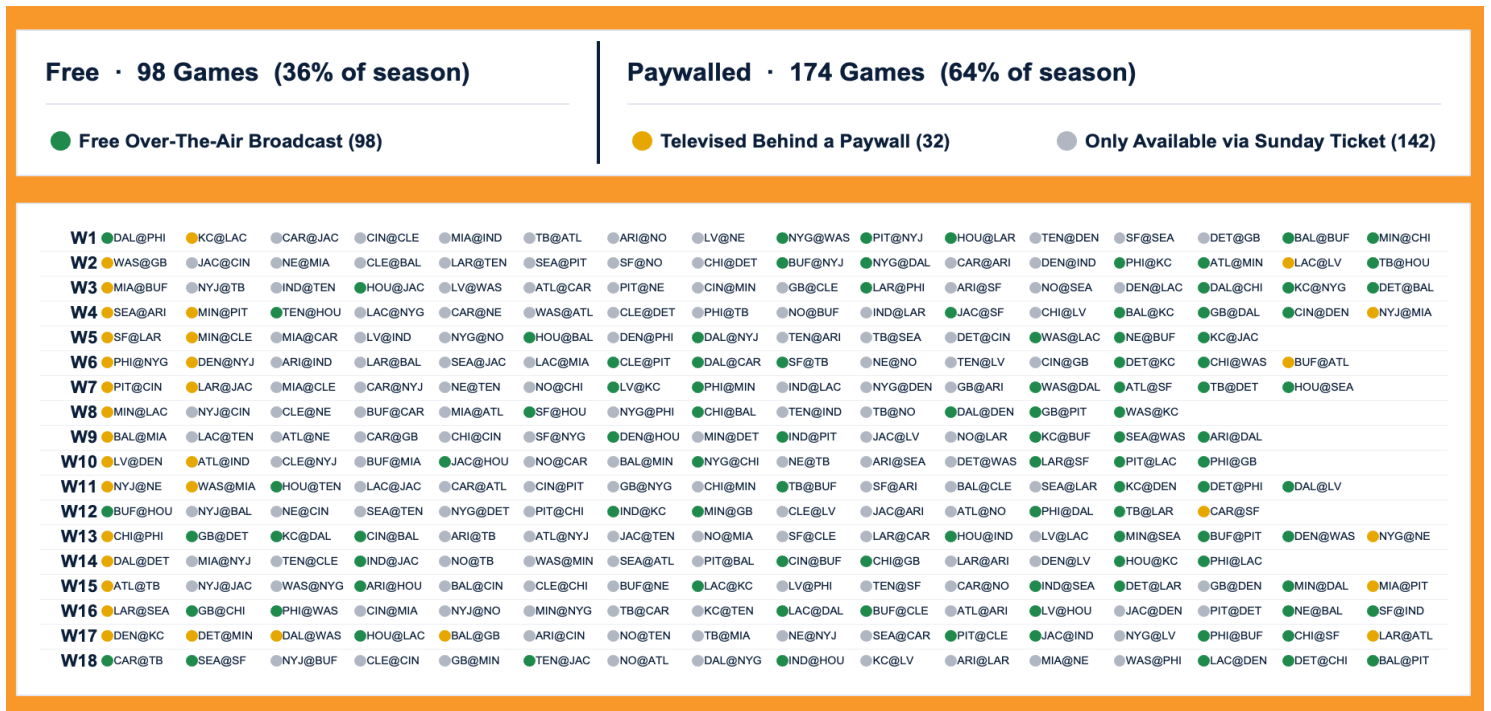 Free · 98 Games (36% of season)
Paywalled · 174 Games (64% of season)
Free Over-The-Air Broadcast (98)
Televised Behind a Paywall (32)
Only Available via Sunday Ticket (142)
W1 DAL@PHI KC@LAC CAR@JAC CIN@CLE MIA@IND TB@ATL ARI@NO LV@NE NYG@WAS PIT@NYJ HOU@LAR TEN@DEN SF@SEA DET@GB BAL@BUF MIN@CHI
W2 WAS@GB JAC@CIN NE@MIA CLE@BAL LAR@TEN SEA@PIT SF@NO CHI@DET BUF@NYJ NYG@DAL CAR@ARI DEN@IND PHI@KC ATL@MIN LAC@LV TB@HOU
W3 MIA@BUF NYJ@TB IND@TEN HOU@JAC LV@WAS ATL@CAR PIT@NE CIN@MIN GB@CLE LAR@PHI ARI@SF NO@SEA DEN@LAC DAL@CHI KC@NYG DET@BAL
W4 SEA@ARI MIN@PIT TEN@HOU LAC@NYG CAR@NE WAS@ATL CLE@DET PHI@TB NO@BUF IND@LAR JAC@SF CHI@LV BAL@KC GB@DAL CIN@DEN NYJ@MIA
W5 SF@LAR MIN@CLE MIA@CAR LV@IND NYG@NO HOU@BAL DEN@PHI DAL@NYJ TEN@ARI TB@SEA DET@CIN WAS@LAC NE@BUF KC@JAC
W6 PHI@NYG DEN@NYJ ARI@IND LAR@BAL SEA@JAC LAC@MIA CLE@PIT DAL@CAR SF@TB NE@NO TEN@LV CIN@GB DET@KC CHI@WAS BUF@ATL
W7 PIT@CIN LAR@JAC MIA@CLE CAR@NYJ NE@TEN NO@CHI LV@KC PHI@MIN IND@LAC NYG@DEN GB@ARI WAS@DAL ATL@SF TB@DET HOU@SEA
W8 MIN@LAC NYJ@CIN CLE@NE BUF@CAR MIA@ATL SF@HOU NYG@PHI CHI@BAL TEN@IND TB@NO DAL@DEN GB@PIT WAS@KC
W9 BAL@MIA LAC@TEN ATL@NE CAR@GB CHI@CIN SF@NYG DEN@HOU MIN@DET IND@PIT JAC@LV NO@LAR KC@BUF SEA@WAS ARI@DAL
W10 LV@DEN ATL@IND CLE@NYJ BUF@MIA JAC@HOU NO@CAR BAL@MIN NYG@CHI NE@TB ARI@SEA DET@WAS LAR@SF PIT@LAC PHI@GB
W11 NYJ@NE WAS@MIA HOU@TEN LAC@JAC CAR@ATL CIN@PIT GB@NYG CHI@MIN TB@BUF SF@ARI BAL@CLE SEA@LAR KC@DEN DET@PHI DAL@LV
W12 BUF@HOU NYJ@BAL NE@CIN SEA@TEN NYG@DET PIT@CHI IND@KC MIN@GB CLE@LV JAC@ARI ATL@NO PHI@DAL TB@LAR CAR@SF
W13 CHI@PHI GB@DET KC@DAL CIN@BAL ARI@TB ATL@NYJ JAC@TEN NO@MIA SF@CLE LAR@CAR HOU@IND LV@LAC MIN@SEA BUF@PIT DEN@WAS NYG@NE
W14 DAL@DET MIA@NYJ TEN@CLE IND@JAC NO@TB WAS@MIN SEA@ATL PIT@BAL CIN@BUF CHI@GB LAR@ARI DEN@LV HOU@KC PHI@LAC
W15 ATL@TB NYJ@JAC WAS@NYG ARI@HOU BAL@CIN CLE@CHI BUF@NE LAC@KC LV@PHI TEN@SF CAR@NO IND@SEA DET@LAR GB@DEN MIN@DAL MIA@PIT
W16 LAR@SEA GB@CHI PHI@WAS CIN@MIA NYJ@NO MIN@NYG TB@CAR KC@TEN LAC@DAL BUF@CLE ATL@ARI LV@HOU JAC@DEN PIT@DET NE@BAL SF@IND
W17 DEN@KC DET@MIN DAL@WAS HOU@LAC BAL@GB ARI@CIN NO@TEN TB@MIA NE@NYJ SEA@CAR PIT@CLE JAC@IND NYG@LV PHI@BUF CHI@SF LAR@ATL
W18 CAR@TB SEA@SF NYJ@BUF CLE@CIN GB@MIN TEN@JAC NO@ATL DAL@NYG IND@HOU KC@LV ARI@LAR MIA@NE WAS@PHI LAC@DEN DET@CHI BAL@PIT